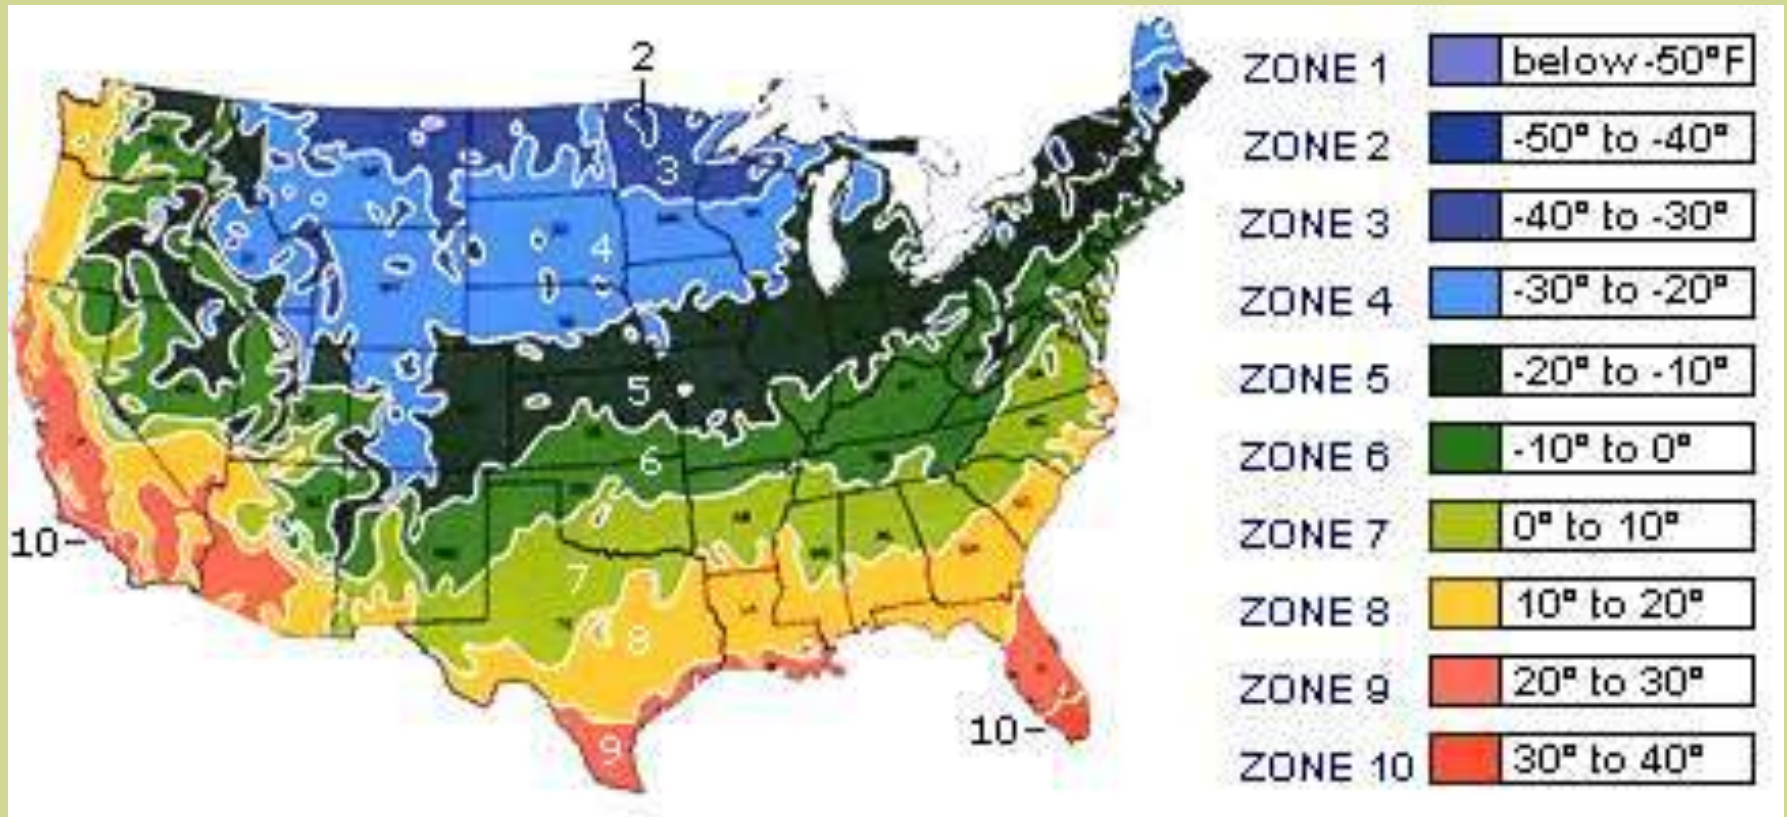 2
3
4
5
6
7
8
9
10
10
ZONE 1 below -50°F
ZONE 2 -50° to -40°
ZONE 3 -40° to -30°
ZONE 4 -30° to -20°
ZONE 5 -20° to -10°
ZONE 6 -10° to 0°
ZONE 7 0° to 10°
ZONE 8 10° to 20°
ZONE 9 20° to 30°
ZONE 10 30° to 40°